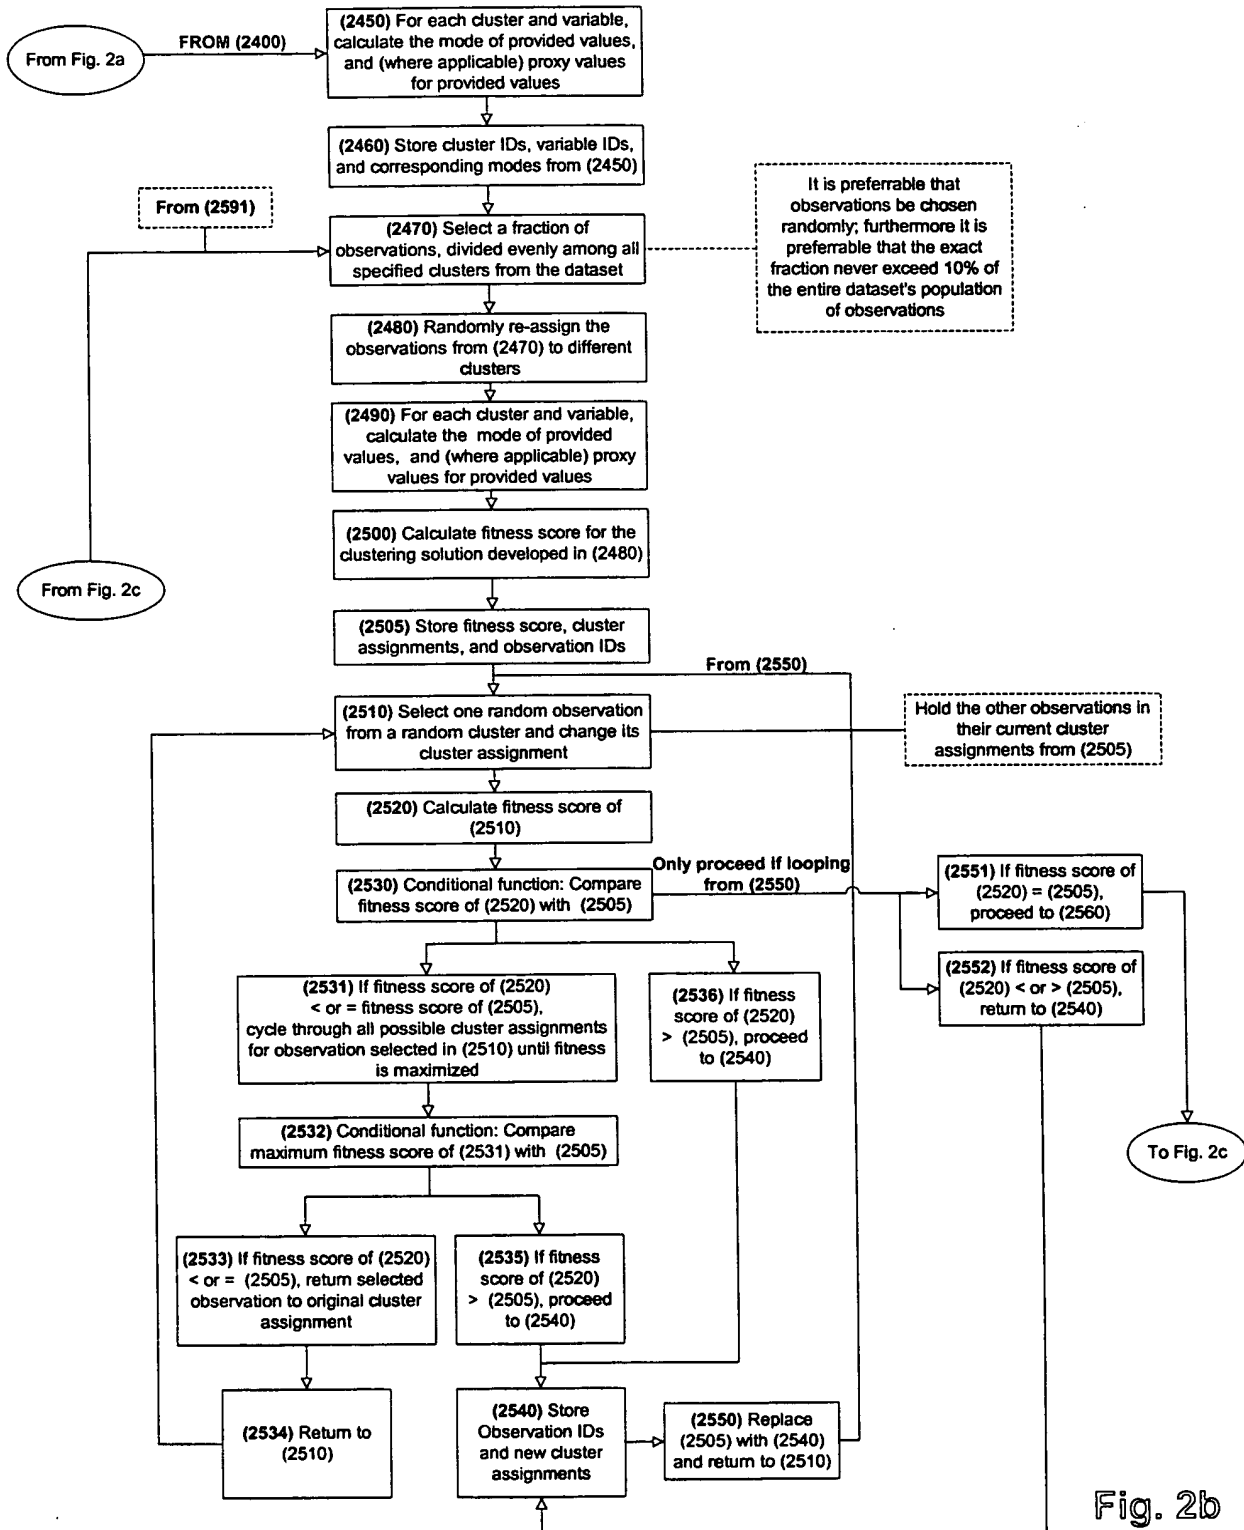 From Fig. 2a
FROM (2400)
(2450) For each cluster and variable,
calculate the mode of provided values,
and (where applicable) proxy values
for provided values
(2460) Store cluster IDs, variable IDs,
and corresponding modes from (2450)
From (2591)
(2470) Select a fraction of
observations, divided evenly among all
specified clusters from the dataset
It is preferrable that
observations be chosen
randomly; furthermore it is
preferrable that the exact
fraction never exceed 10% of
the entire dataset's population
of observations
(2480) Randomly re-assign the
observations from (2470) to different
clusters
(2490) For each cluster and variable,
calculate the mode of provided
values, and (where applicable) proxy
values for provided values
(2500) Calculate fitness score for the
clustering solution developed in (2480)
From Fig. 2c
(2505) Store fitness score, cluster
assignments, and observation IDs
From (2550)
(2510) Select one random observation
from a random cluster and change its
cluster assignment
Hold the other observations in
their current cluster
assignments from (2505)
(2520) Calculate fitness score of
(2510)
Only proceed if looping
from (2550)
(2530) Conditional function: Compare
fitness score of (2520) with (2505)
(2551) If fitness score of
(2520) = (2505),
proceed to (2560)
(2552) If fitness score of
(2520) < or > (2505),
return to (2540)
(2531) If fitness score of (2520)
< or = fitness score of (2505),
cycle through all possible cluster assignments
for observation selected in (2510) until fitness
is maximized
(2536) If fitness
score of (2520)
> (2505), proceed
to (2540)
(2532) Conditional function: Compare
maximum fitness score of (2531) with (2505)
To Fig. 2c
(2533) If fitness score of (2520)
< or = (2505), return selected
observation to original cluster
assignment
(2535) If fitness
score of (2520)
> (2505), proceed
to (2540)
(2534) Return to
(2510)
(2540) Store
Observation IDs
and new cluster
assignments
(2550) Replace
(2505) with (2540)
and return to (2510)
Fig. 2b